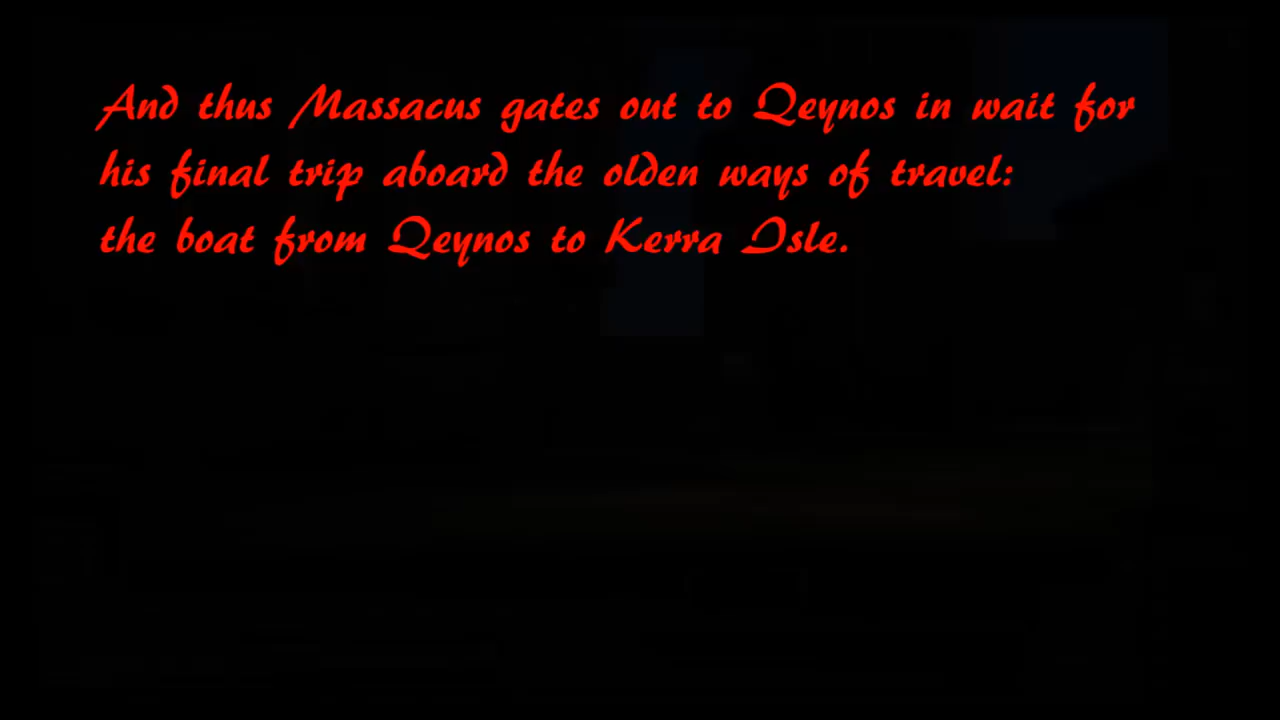 And thus Massacus gates out to Qeynos in wait for
his final trip aboard the olden ways of travel:
the boat from Qeynos to Kerra Isle.